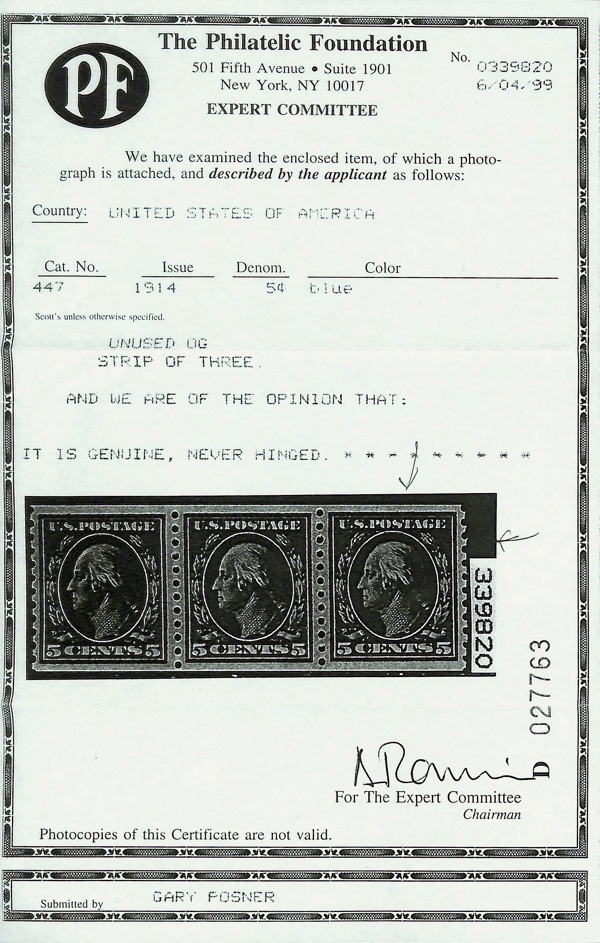 PF
The Philatelic Foundation
501 Fifth Avenue • Suite 1901
New York, NY 10017
EXPERT COMMITTEE
No. 0339820
6/04/99
We have examined the enclosed item, of which a photo-
graph is attached, and described by the applicant as follows:
Country: UNITED STATES OF AMERICA
Cat. No. Issue Denom. Color
447 1914 5¢ blue
Scott's unless otherwise specified.
UNUSED OG
STRIP OF THREE.
AND WE ARE OF THE OPINION THAT:
IT IS GENUINE, NEVER HINGED. * * * * * * * * *
U.S.POSTAGE U.S.POSTAGE U.S.POSTAGE
5 CENTS 5 5 CENTS 5 5 CENTS 5
339820
D 027763
For The Expert Committee
Chairman
Photocopies of this Certificate are not valid.
Submitted by GARY POSNER